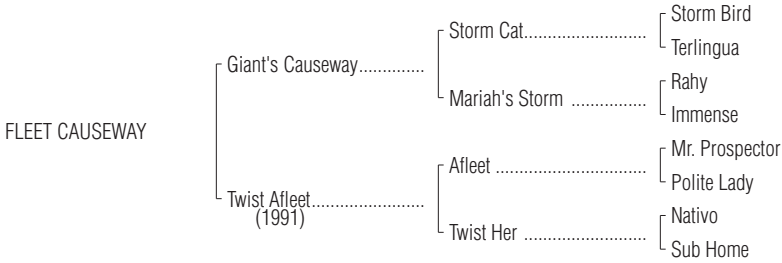 Storm Bird
Storm Cat..............................
Terlingua
Giant's Causeway..............
Rahy
Mariah's Storm ..................
Immense
FLEET CAUSEWAY
Mr. Prospector
Afleet ....................................
Polite Lady
Twist Afleet...........................
(1991)
Nativo
Twist Her .............................
Sub Home